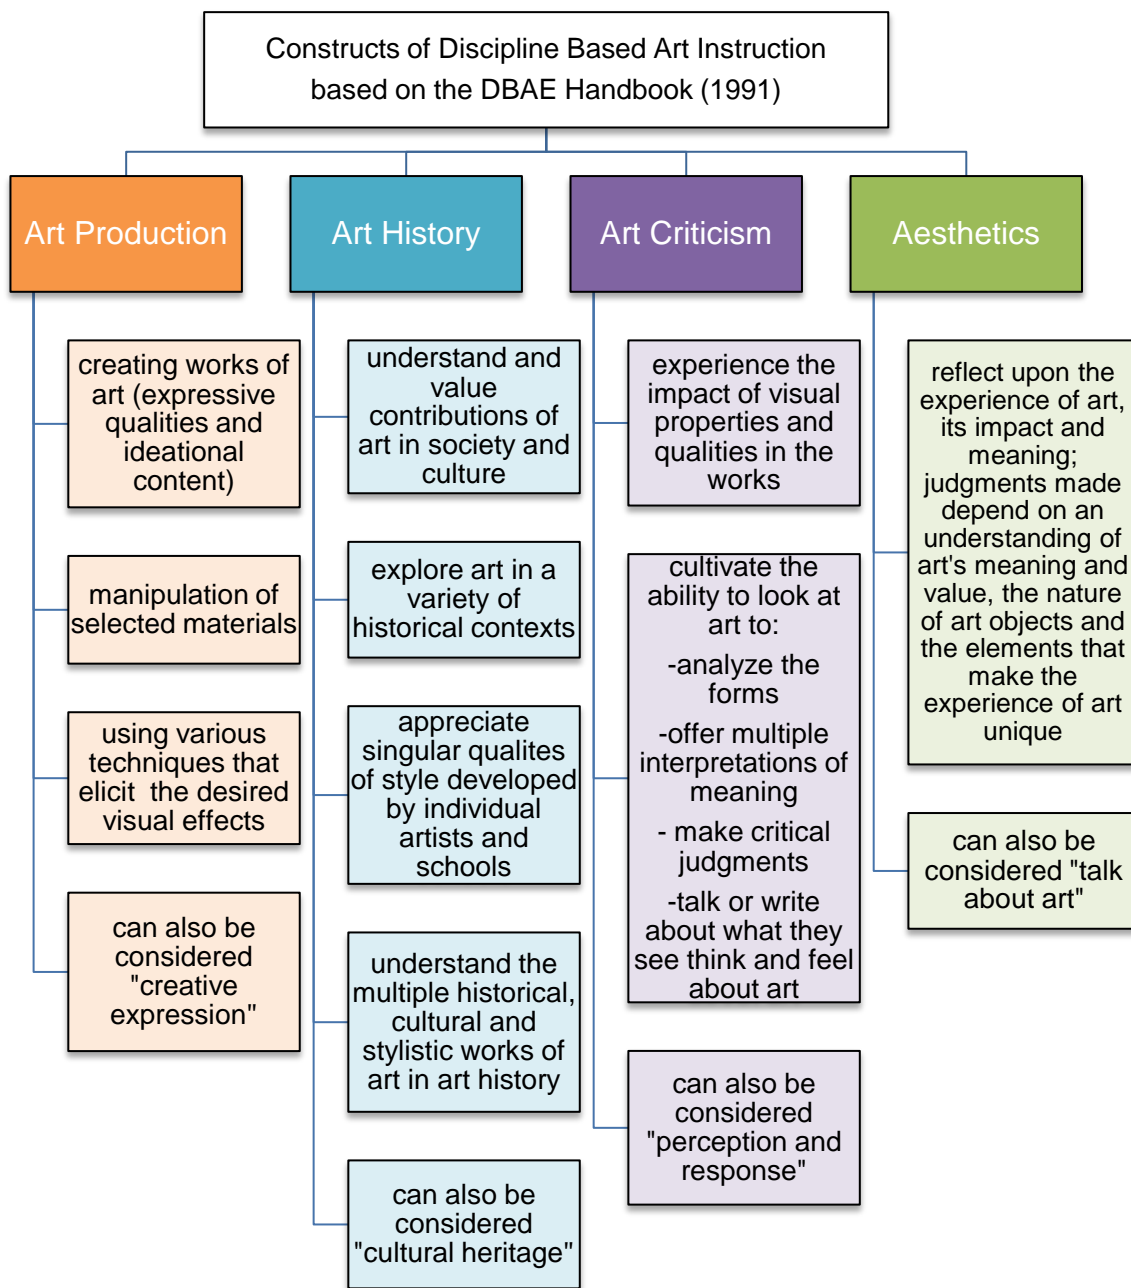 Constructs of Discipline Based Art Instruction
based on the DBAE Handbook (1991)
Art Production
creating works of
art (expressive
qualities and
ideational
content)
manipulation of
selected materials
using various
techniques that
elicit  the desired
visual effects
can also be
considered
"creative
expression"
Art History
understand and
value
contributions of
art in society and
culture
explore art in a
variety of
historical contexts
appreciate
singular qualites
of style developed
by individual
artists and
schools
understand the
multiple historical,
cultural and
stylistic works of
art in art history
can also be
considered
"cultural heritage"
Art Criticism
experience the
impact of visual
properties and
qualities in the
works
cultivate the
ability to look at
art to:
-analyze the
forms
-offer multiple
interpretations of
meaning
- make critical
judgments
-talk or write
about what they
see think and feel
about art
can also be
considered
"perception and
response"
Aesthetics
reflect upon the
experience of art,
its impact and
meaning;
judgments made
depend on an
understanding of
art's meaning and
value, the nature
of art objects and
the elements that
make the
experience of art
unique
can also be
considered "talk
about art"